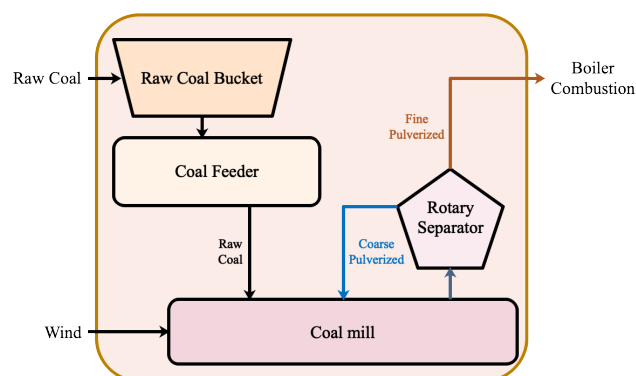 Raw Coal
Raw Coal Bucket
Boiler
Combustion
Fine
Pulverized
Coal Feeder
Rotary
Separator
Raw
Coal
Coarse
Pulverized
Wind
Coal mill